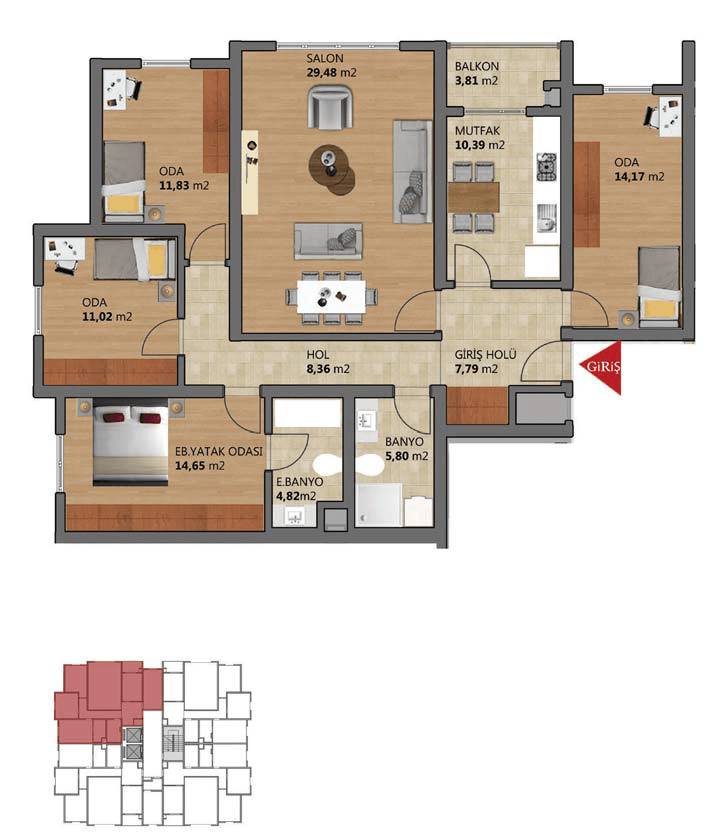 SALON
29,48 m2
BALKON
3,81 m2
MUTFAK
10,39 m2
ODA
11,83 m2
ODA
14,17 m2
ODA
11,02 m2
HOL
8,36 m2
GİRİŞ HOLÜ
7,79 m2
GİRİŞ
EB.YATAK ODASI
14,65 m2
E.BANYO
4,82m2
BANYO
5,80 m2